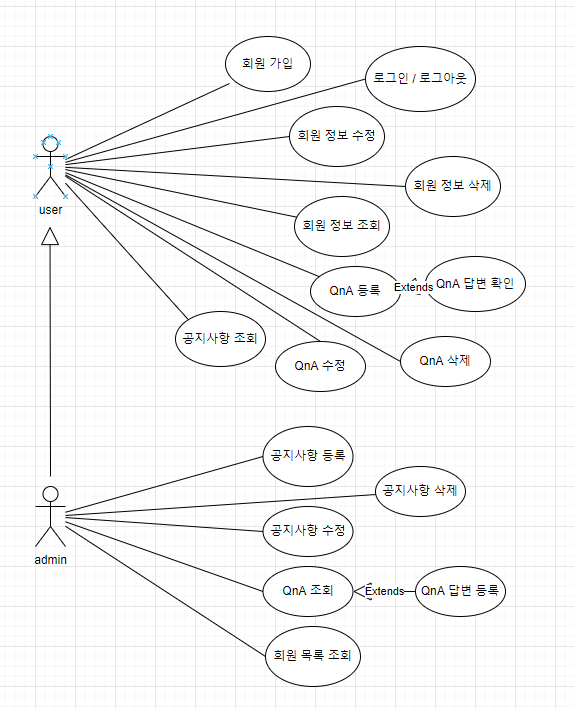 회원 가입
로그인 / 로그아웃
회원 정보 수정
user
회원 정보 삭제
회원 정보 조회
QnA 등록
Extends
QnA 답변 확인
공지사항 조회
QnA 수정
QnA 삭제
공지사항 등록
공지사항 삭제
공지사항 수정
admin
QnA 조회
Extends
QnA 답변 등록
회원 목록 조회